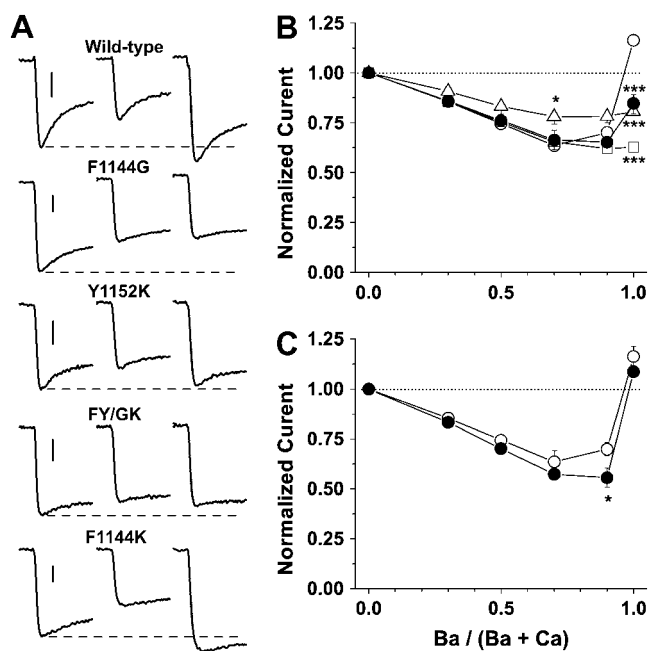 A
Wild-type
F1144G
Y1152K
FY/GK
F1144K
B
Normalized Curent
1.25
1.00
0.75
0.50
0.25
0.00
0.0
0.5
1.0
*
***
***
***
C
Normalized Curent
1.25
1.00
0.75
0.50
0.25
0.00
0.0
0.5
1.0
*
Ba / (Ba + Ca)